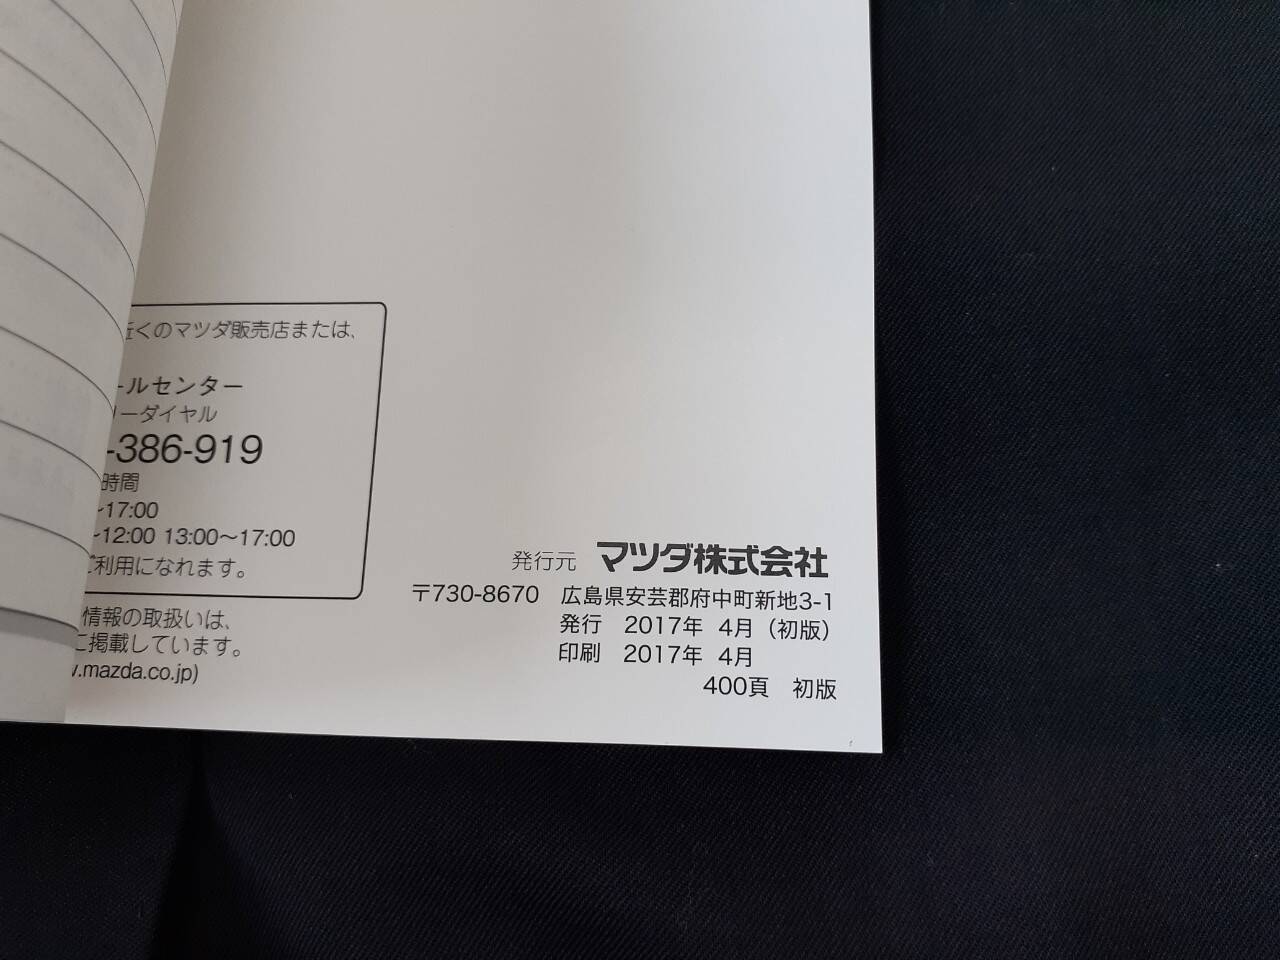 近くのマツダ販売店または、
ールセンター
リーダイヤル
-386-919
時間
~17:00
~12:00 13:00~17:00
ご利用になれます。
情報の取扱いは、
に掲載しています。
w.mazda.co.jp)
発行元 マツダ株式会社
〒730-8670 広島県安芸郡府中町新地3-1
発行 2017年 4月（初版）
印刷 2017年 4月
400頁 初版